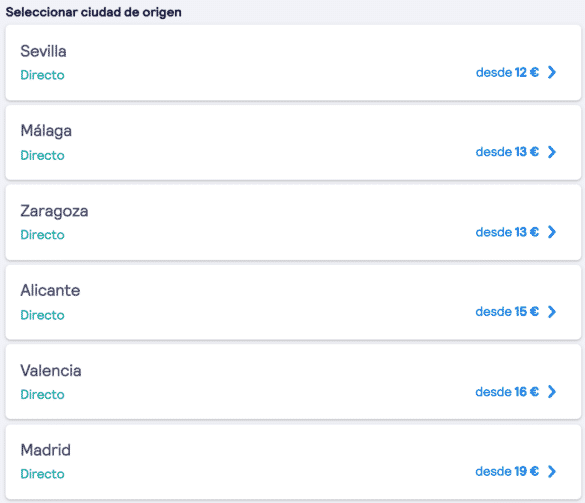 Seleccionar ciudad de origen
Sevilla
Directo
desde 12 €
Málaga
Directo
desde 13 €
Zaragoza
Directo
desde 13 €
Alicante
Directo
desde 15 €
Valencia
Directo
desde 16 €
Madrid
Directo
desde 19 €